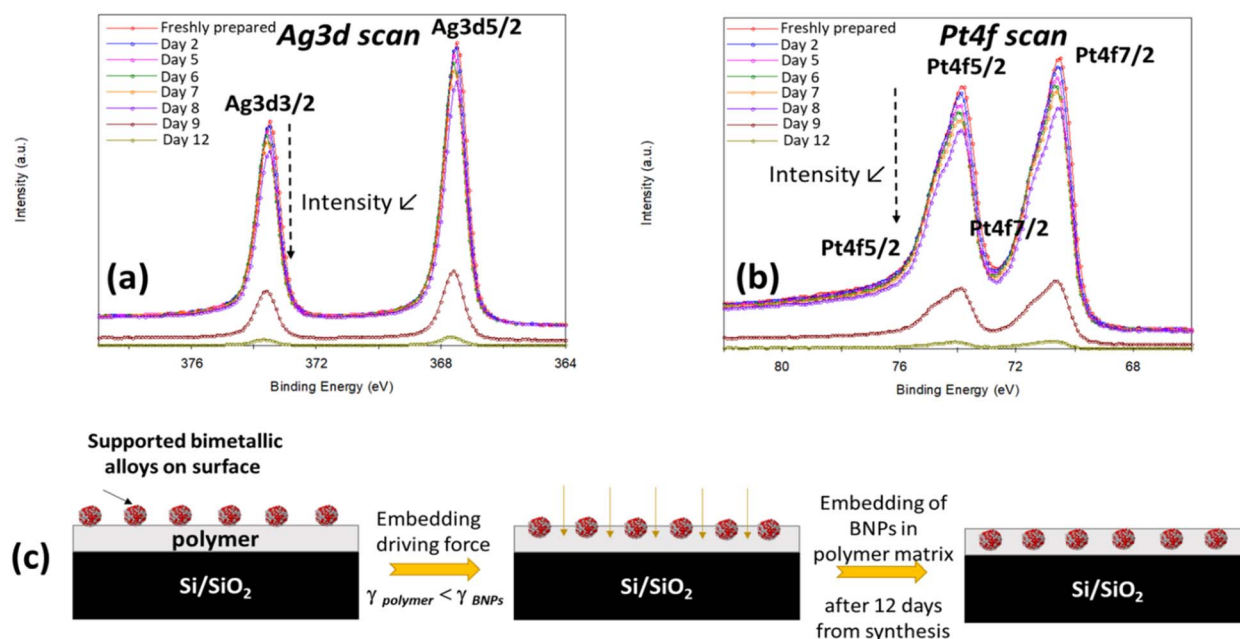 Freshly prepared
Day 2
Day 5
Day 6
Day 7
Day 8
Day 9
Day 12
Ag3d scan
Ag3d5/2
Ag3d3/2
Intensity ↙
(a)
Intensity (a.u.)
376
372
368
364
Binding Energy (eV)
Freshly prepared
Day 2
Day 5
Day 6
Day 7
Day 8
Day 9
Day 12
Pt4f scan
Pt4f5/2
Pt4f7/2
Intensity ↙
Pt4f5/2
Pt4f7/2
(b)
Intensity (a.u.)
80
76
72
68
Binding Energy (eV)
(c)
Supported bimetallic
alloys on surface
polymer
Si/SiO₂
Embedding
driving force
γ polymer < γ BNPs
Si/SiO₂
Embedding of
BNPs in
polymer matrix
after 12 days
from synthesis
Si/SiO₂